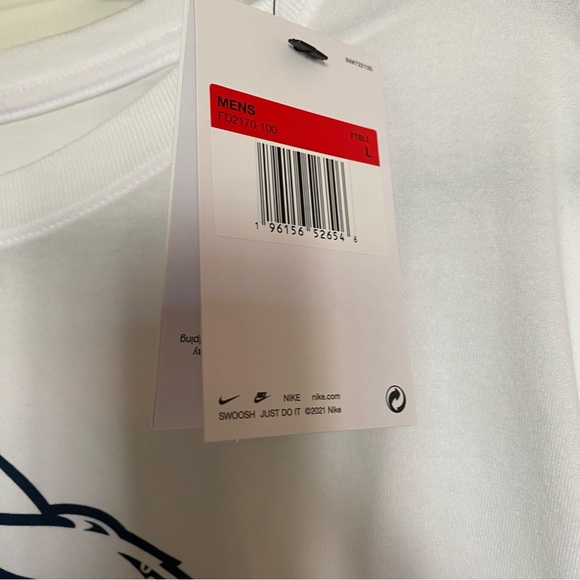 MENS
FD2170-100
FTBLL
L
1 96156 52654 6
NIKE nike.com
SWOOSH JUST DO IT ©2021 Nike